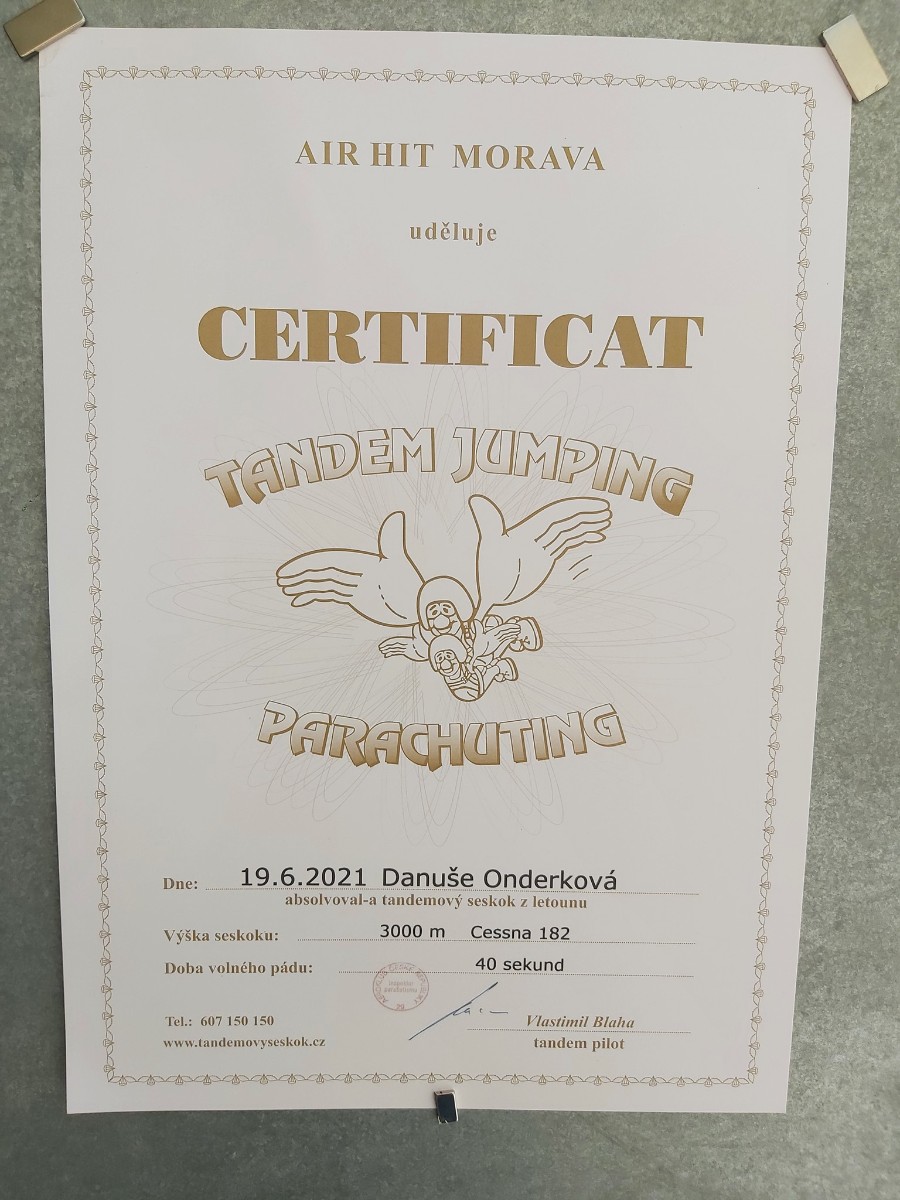 AIR HIT MORAVA
uděluje
CERTIFICAT
TANDEM JUMPING
PARACHUTING
Dne: 19.6.2021 Danuše Onderková
absolvoval-a tandemový seskok z letounu
Výška seskoku: 3000 m Cessna 182
Doba volného pádu: 40 sekund
Tel.: 607 150 150
www.tandemovyseskok.cz
Vlastimil Blaha
tandem pilot